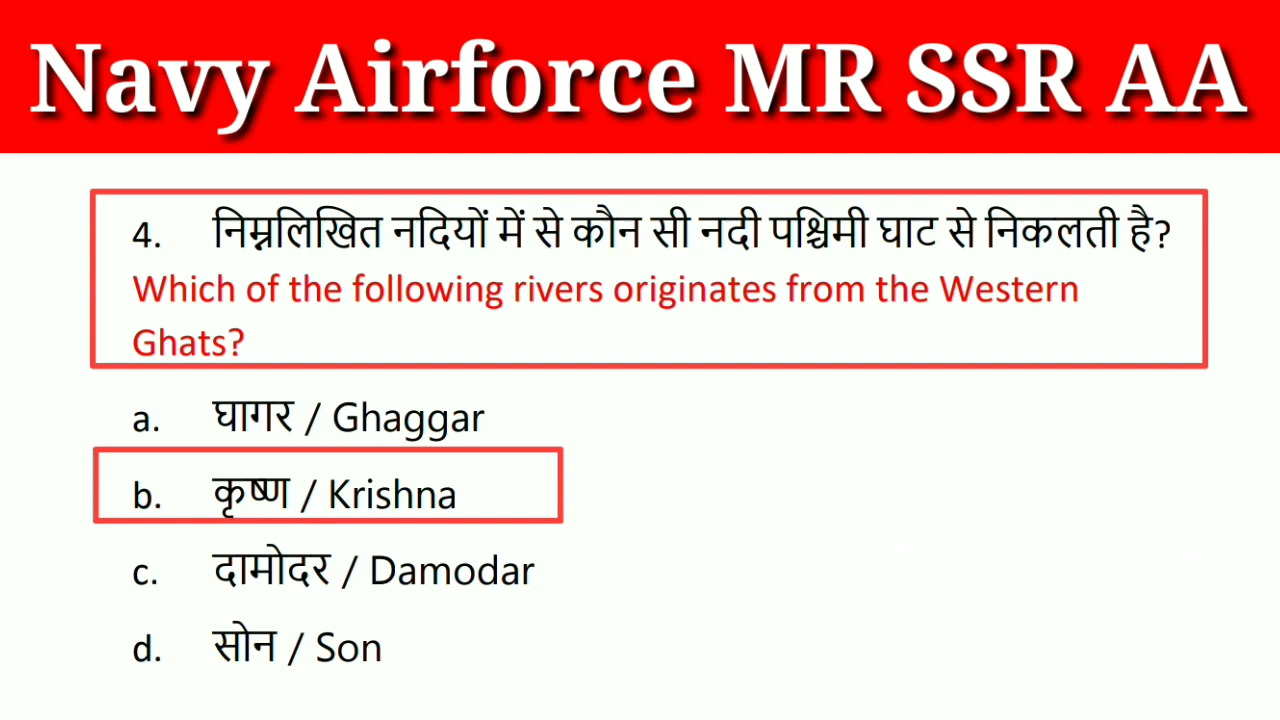 Navy Airforce MR SSR AA
4. निम्नलिखित नदियों में से कौन सी नदी पश्चिमी घाट से निकलती है?
Which of the following rivers originates from the Western
Ghats?
a. घागर / Ghaggar
b. कृष्ण / Krishna
c. दामोदर / Damodar
d. सोन / Son